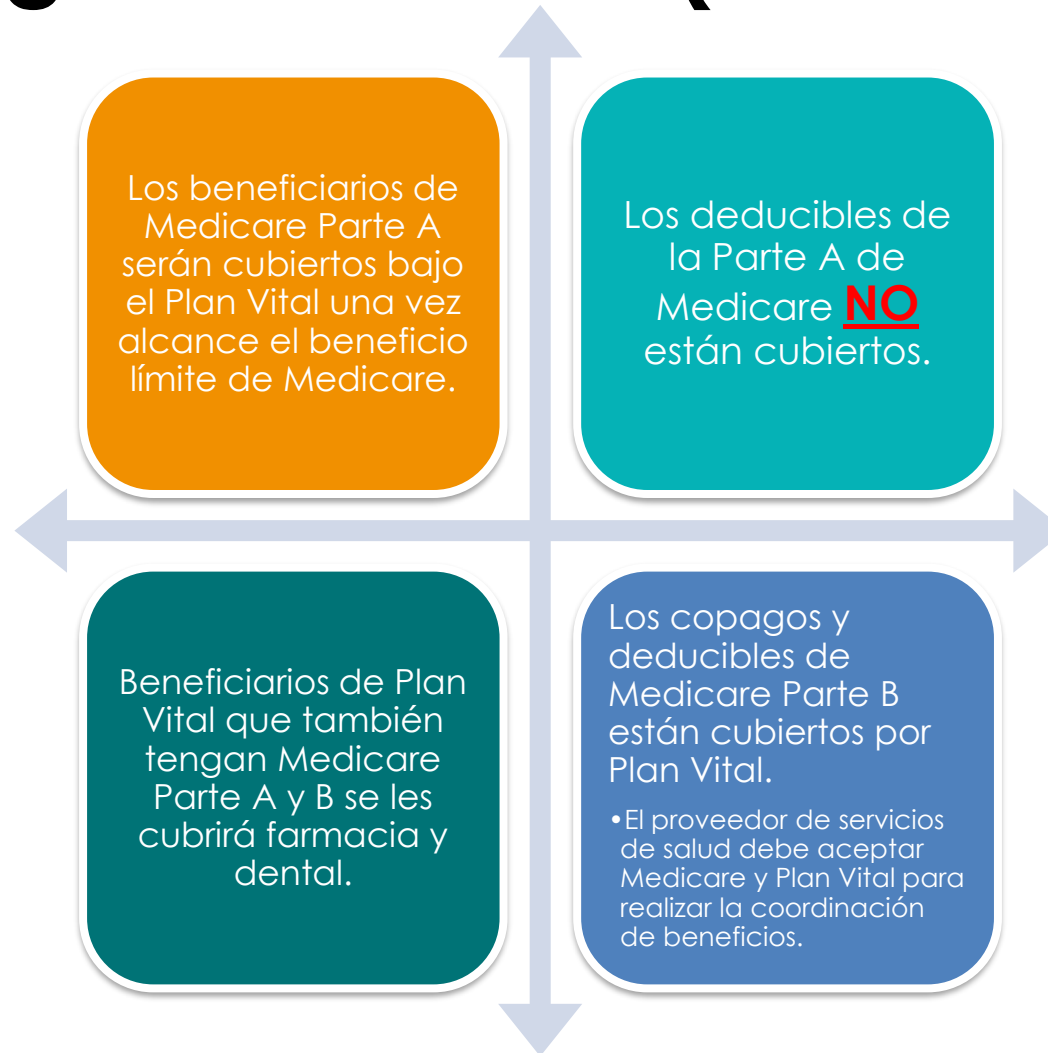 Los beneficiarios de
Medicare Parte A
serán cubiertos bajo
el Plan Vital una vez
alcance el beneficio
límite de Medicare.
Los deducibles de
la Parte A de
Medicare NO
están cubiertos.
Beneficiarios de Plan
Vital que también
tengan Medicare
Parte A y B se les
cubrirá farmacia y
dental.
Los copagos y
deducibles de
Medicare Parte B
están cubiertos por
Plan Vital.
•El proveedor de servicios
de salud debe aceptar
Medicare y Plan Vital para
realizar la coordinación
de beneficios.